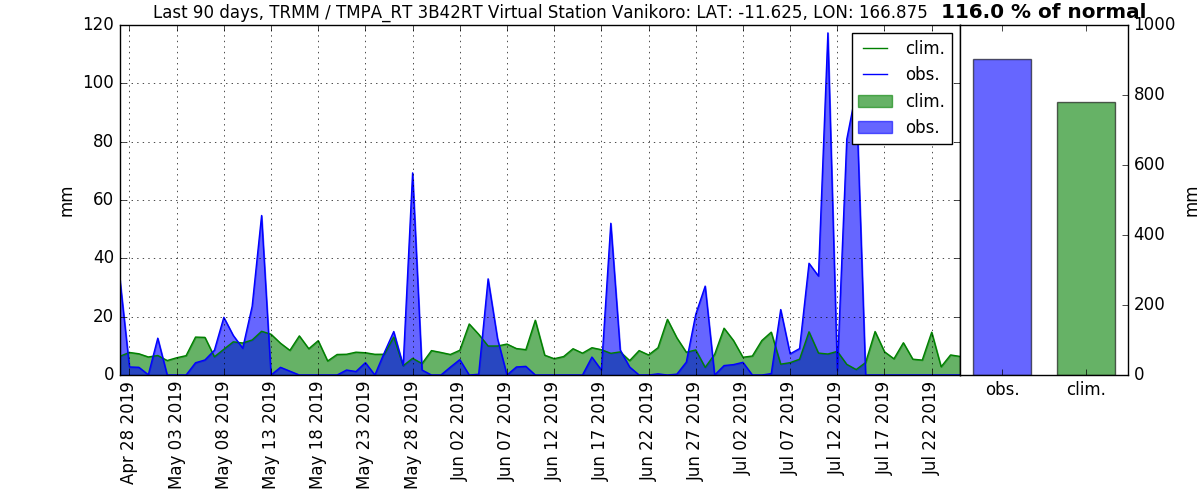 Last 90 days, TRMM / TMPA_RT 3B42RT Virtual Station Vanikoro: LAT: -11.625, LON: 166.875 116.0 % of normal
120
100
80
60
40
20
0
mm
clim.
obs.
clim.
obs.
1000
800
600
400
200
0
mm
Apr 28 2019
May 03 2019
May 08 2019
May 13 2019
May 18 2019
May 23 2019
May 28 2019
Jun 02 2019
Jun 07 2019
Jun 12 2019
Jun 17 2019
Jun 22 2019
Jun 27 2019
Jul 02 2019
Jul 07 2019
Jul 12 2019
Jul 17 2019
Jul 22 2019
obs.
clim.